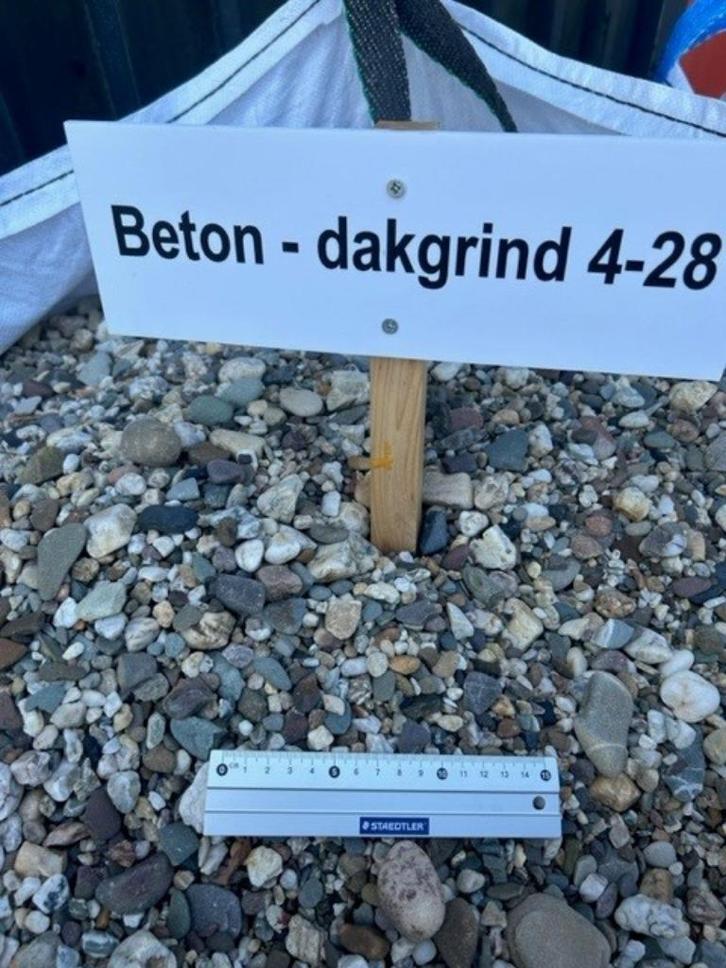 Beton - dakgrind 4-28
0 CM 1 2 3 4 5 6 7 8 9 10 11 12 13 14 15
STAEDTLER